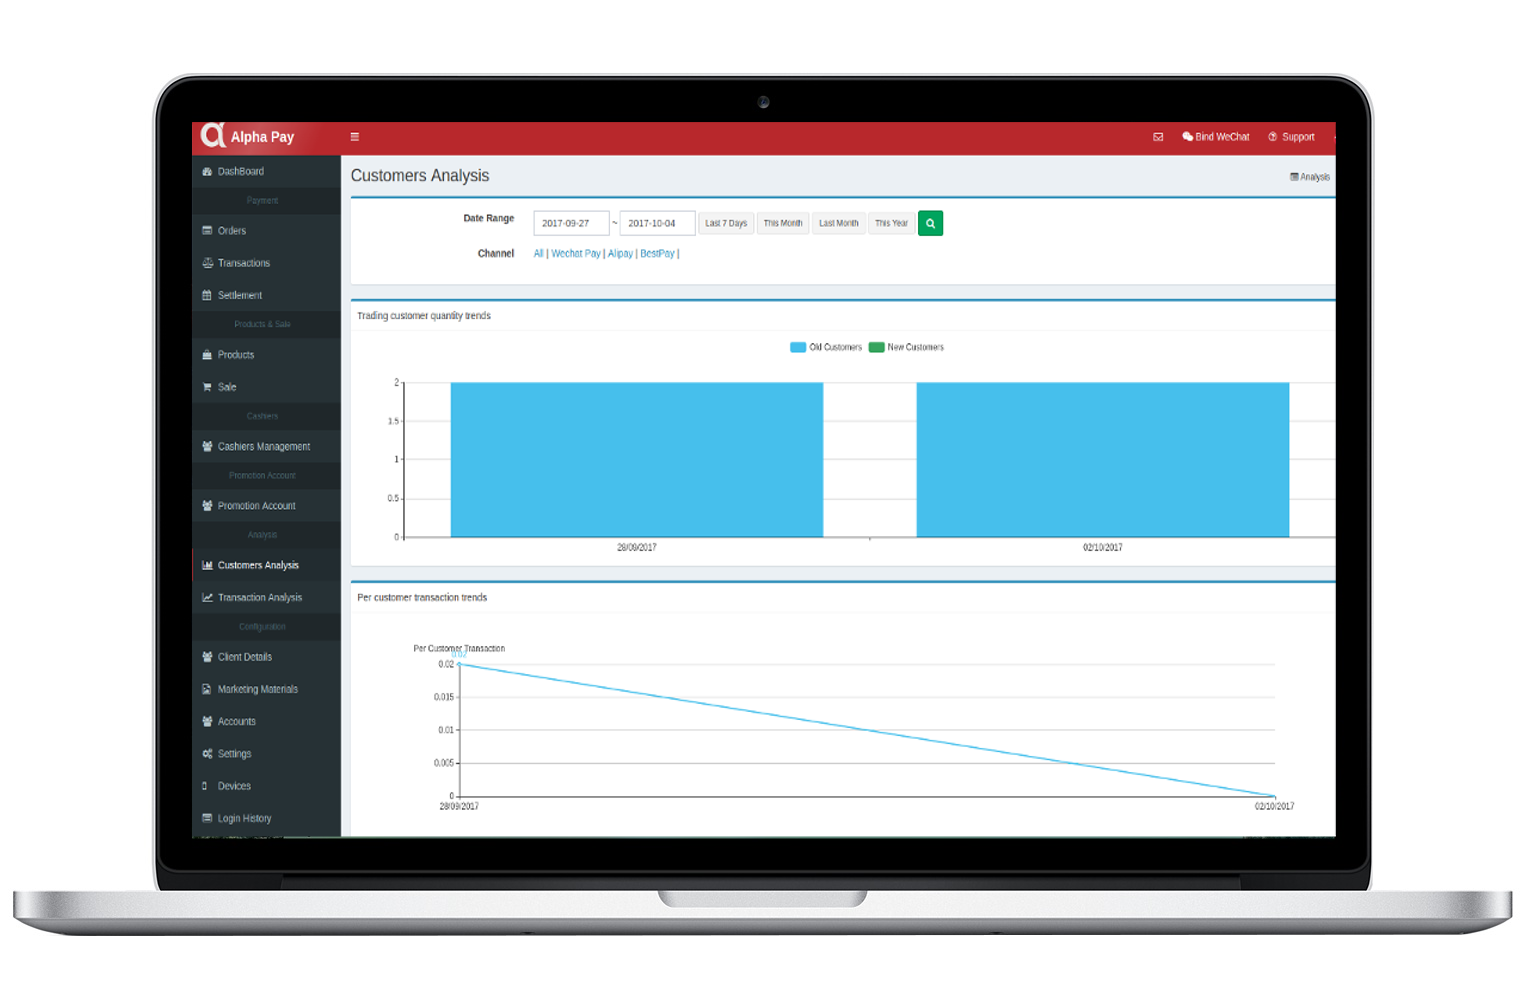 Alpha Pay
Bind WeChat
Support
DashBoard
Payment
Orders
Transactions
Settlement
Products & Sale
Products
Sale
Cashiers
Cashiers Management
Promotion Account
Promotion Account
Analysis
Customers Analysis
Transaction Analysis
Configuration
Client Details
Marketing Materials
Accounts
Settings
Devices
Login History
Customers Analysis
Analysis
Date Range 2017-09-27 ~ 2017-10-04 Last 7 Days This Month Last Month This Year
Channel All | Wechat Pay | Alipay | BestPay |
Trading customer quantity trends
Old Customers New Customers
2
1.5
1
0.5
0
28/09/2017 02/10/2017
Per customer transaction trends
Per Customer Transaction
0.02
0.02
0.015
0.01
0.005
0
28/09/2017 02/10/2017